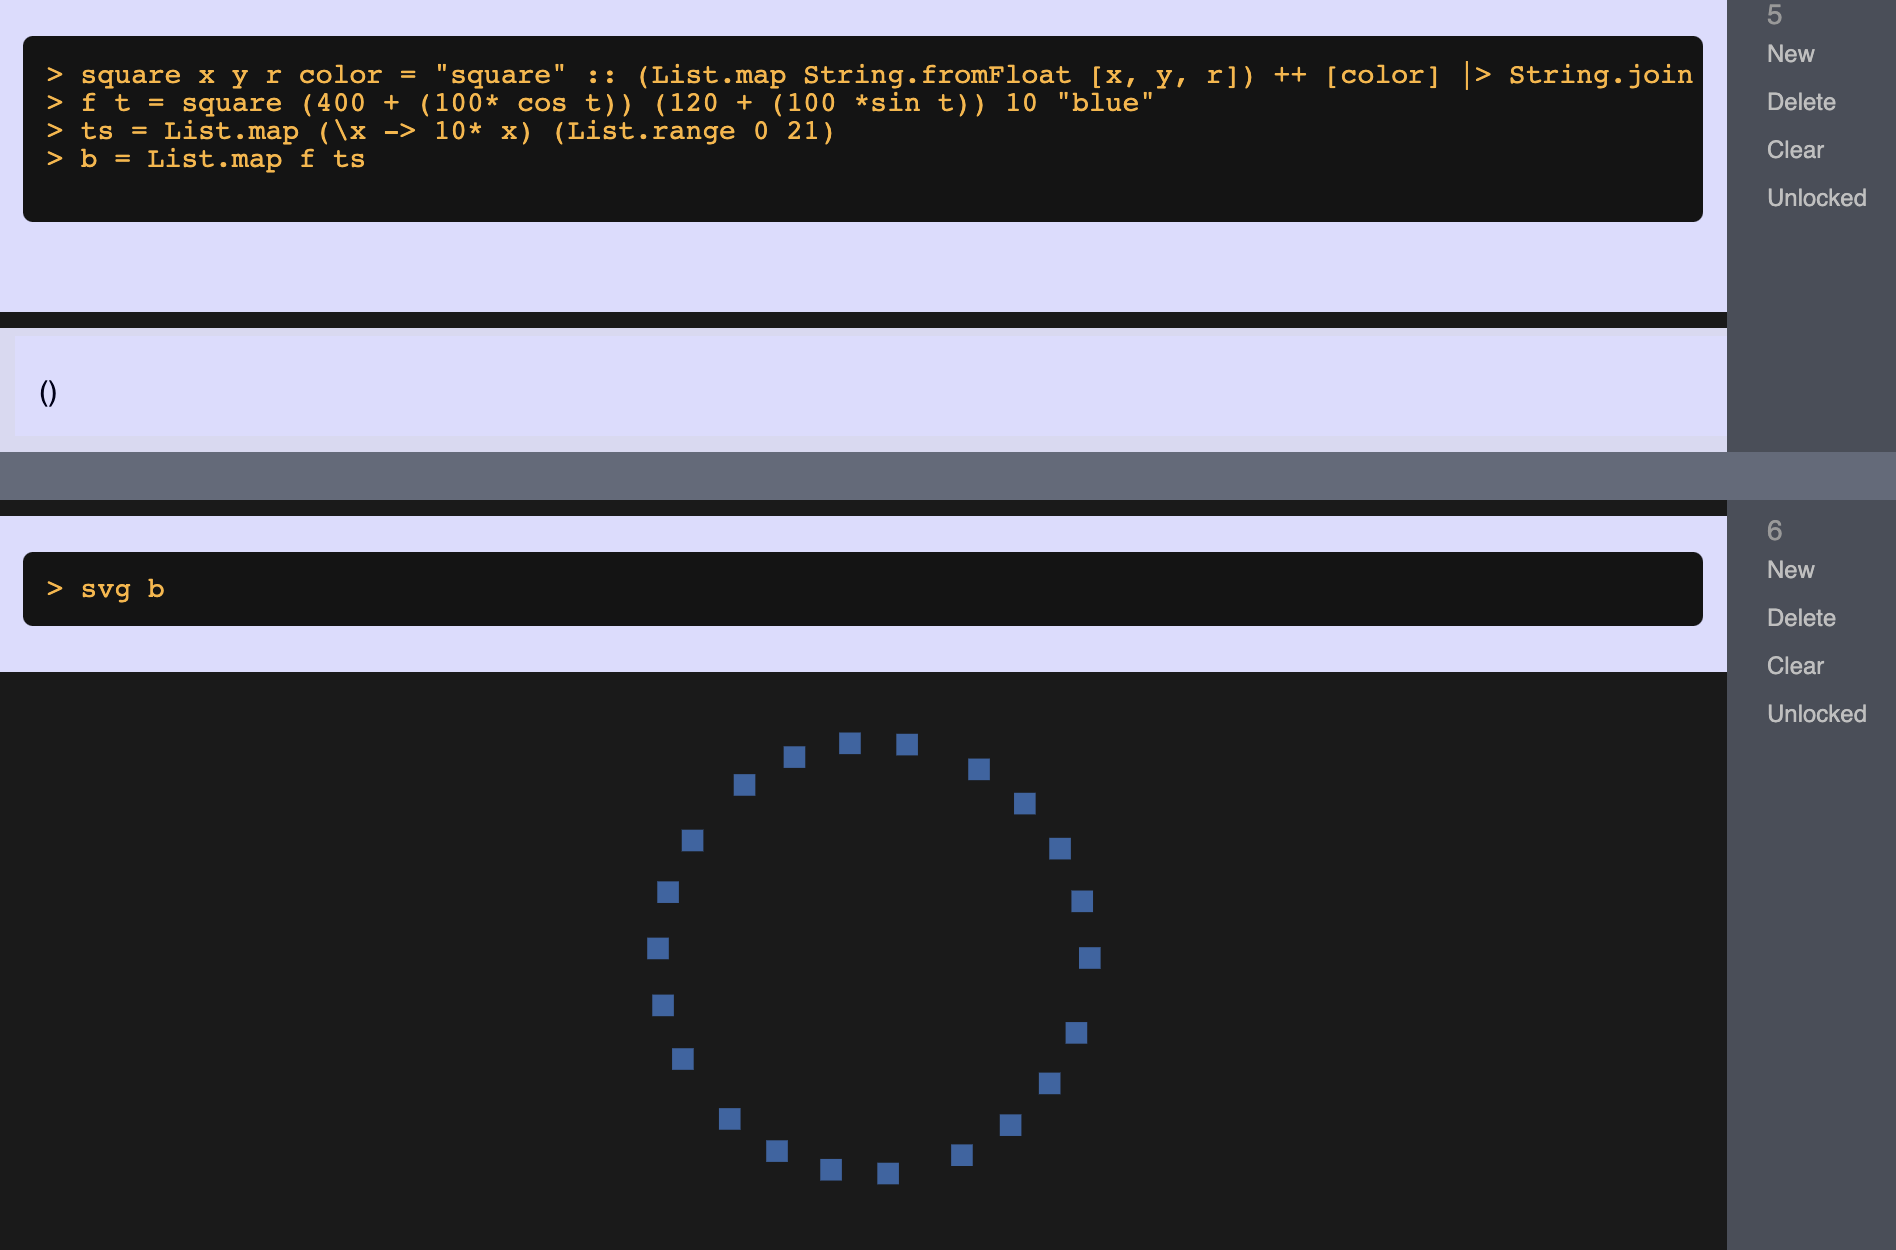 5
New
Delete
Clear
Unlocked
> square x y r color = "square" :: (List.map String.fromFloat [x, y, r]) ++ [color] |> String.join
> f t = square (400 + (100* cos t)) (120 + (100 *sin t)) 10 "blue"
> ts = List.map (\x -> 10* x) (List.range 0 21)
> b = List.map f ts
()
6
New
Delete
Clear
Unlocked
> svg b